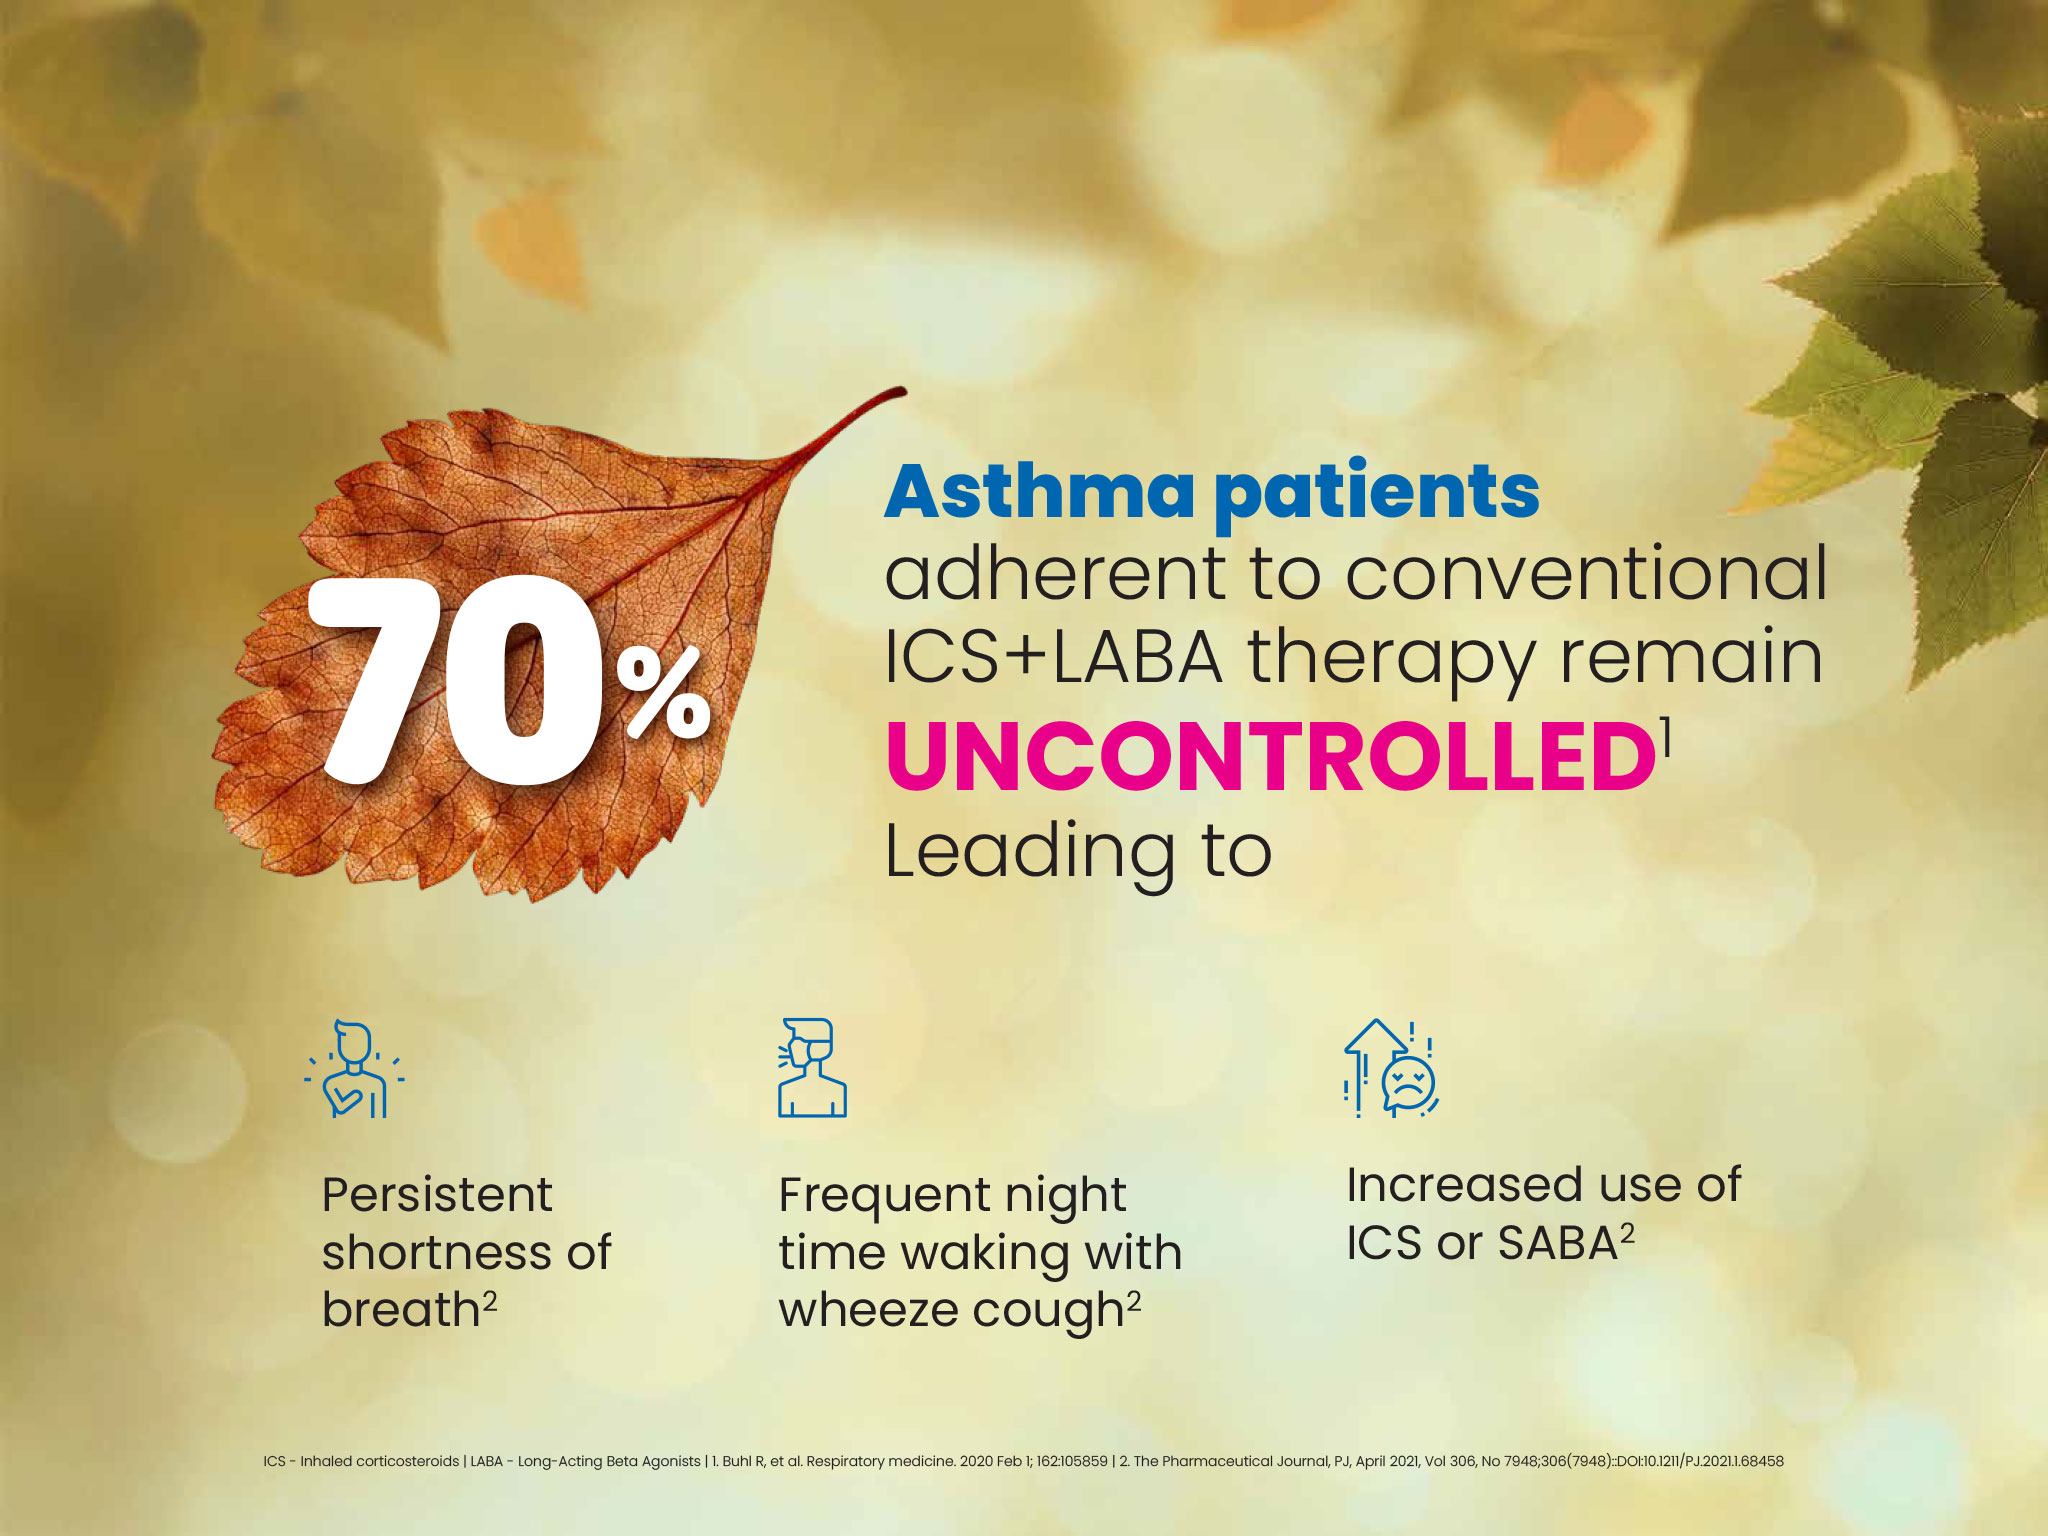 70%
Asthma patients
adherent to conventional
ICS+LABA therapy remain
UNCONTROLLED¹
Leading to
Persistent
shortness of
breath²
Frequent night
time waking with
wheeze cough²
Increased use of
ICS or SABA²
ICS - Inhaled corticosteroids | LABA - Long-Acting Beta Agonists | 1. Buhl R, et al. Respiratory medicine. 2020 Feb 1; 162:105859 | 2. The Pharmaceutical Journal, PJ, April 2021, Vol 306, No 7948;306(7948)::DOI:10.1211/PJ.2021.1.68458